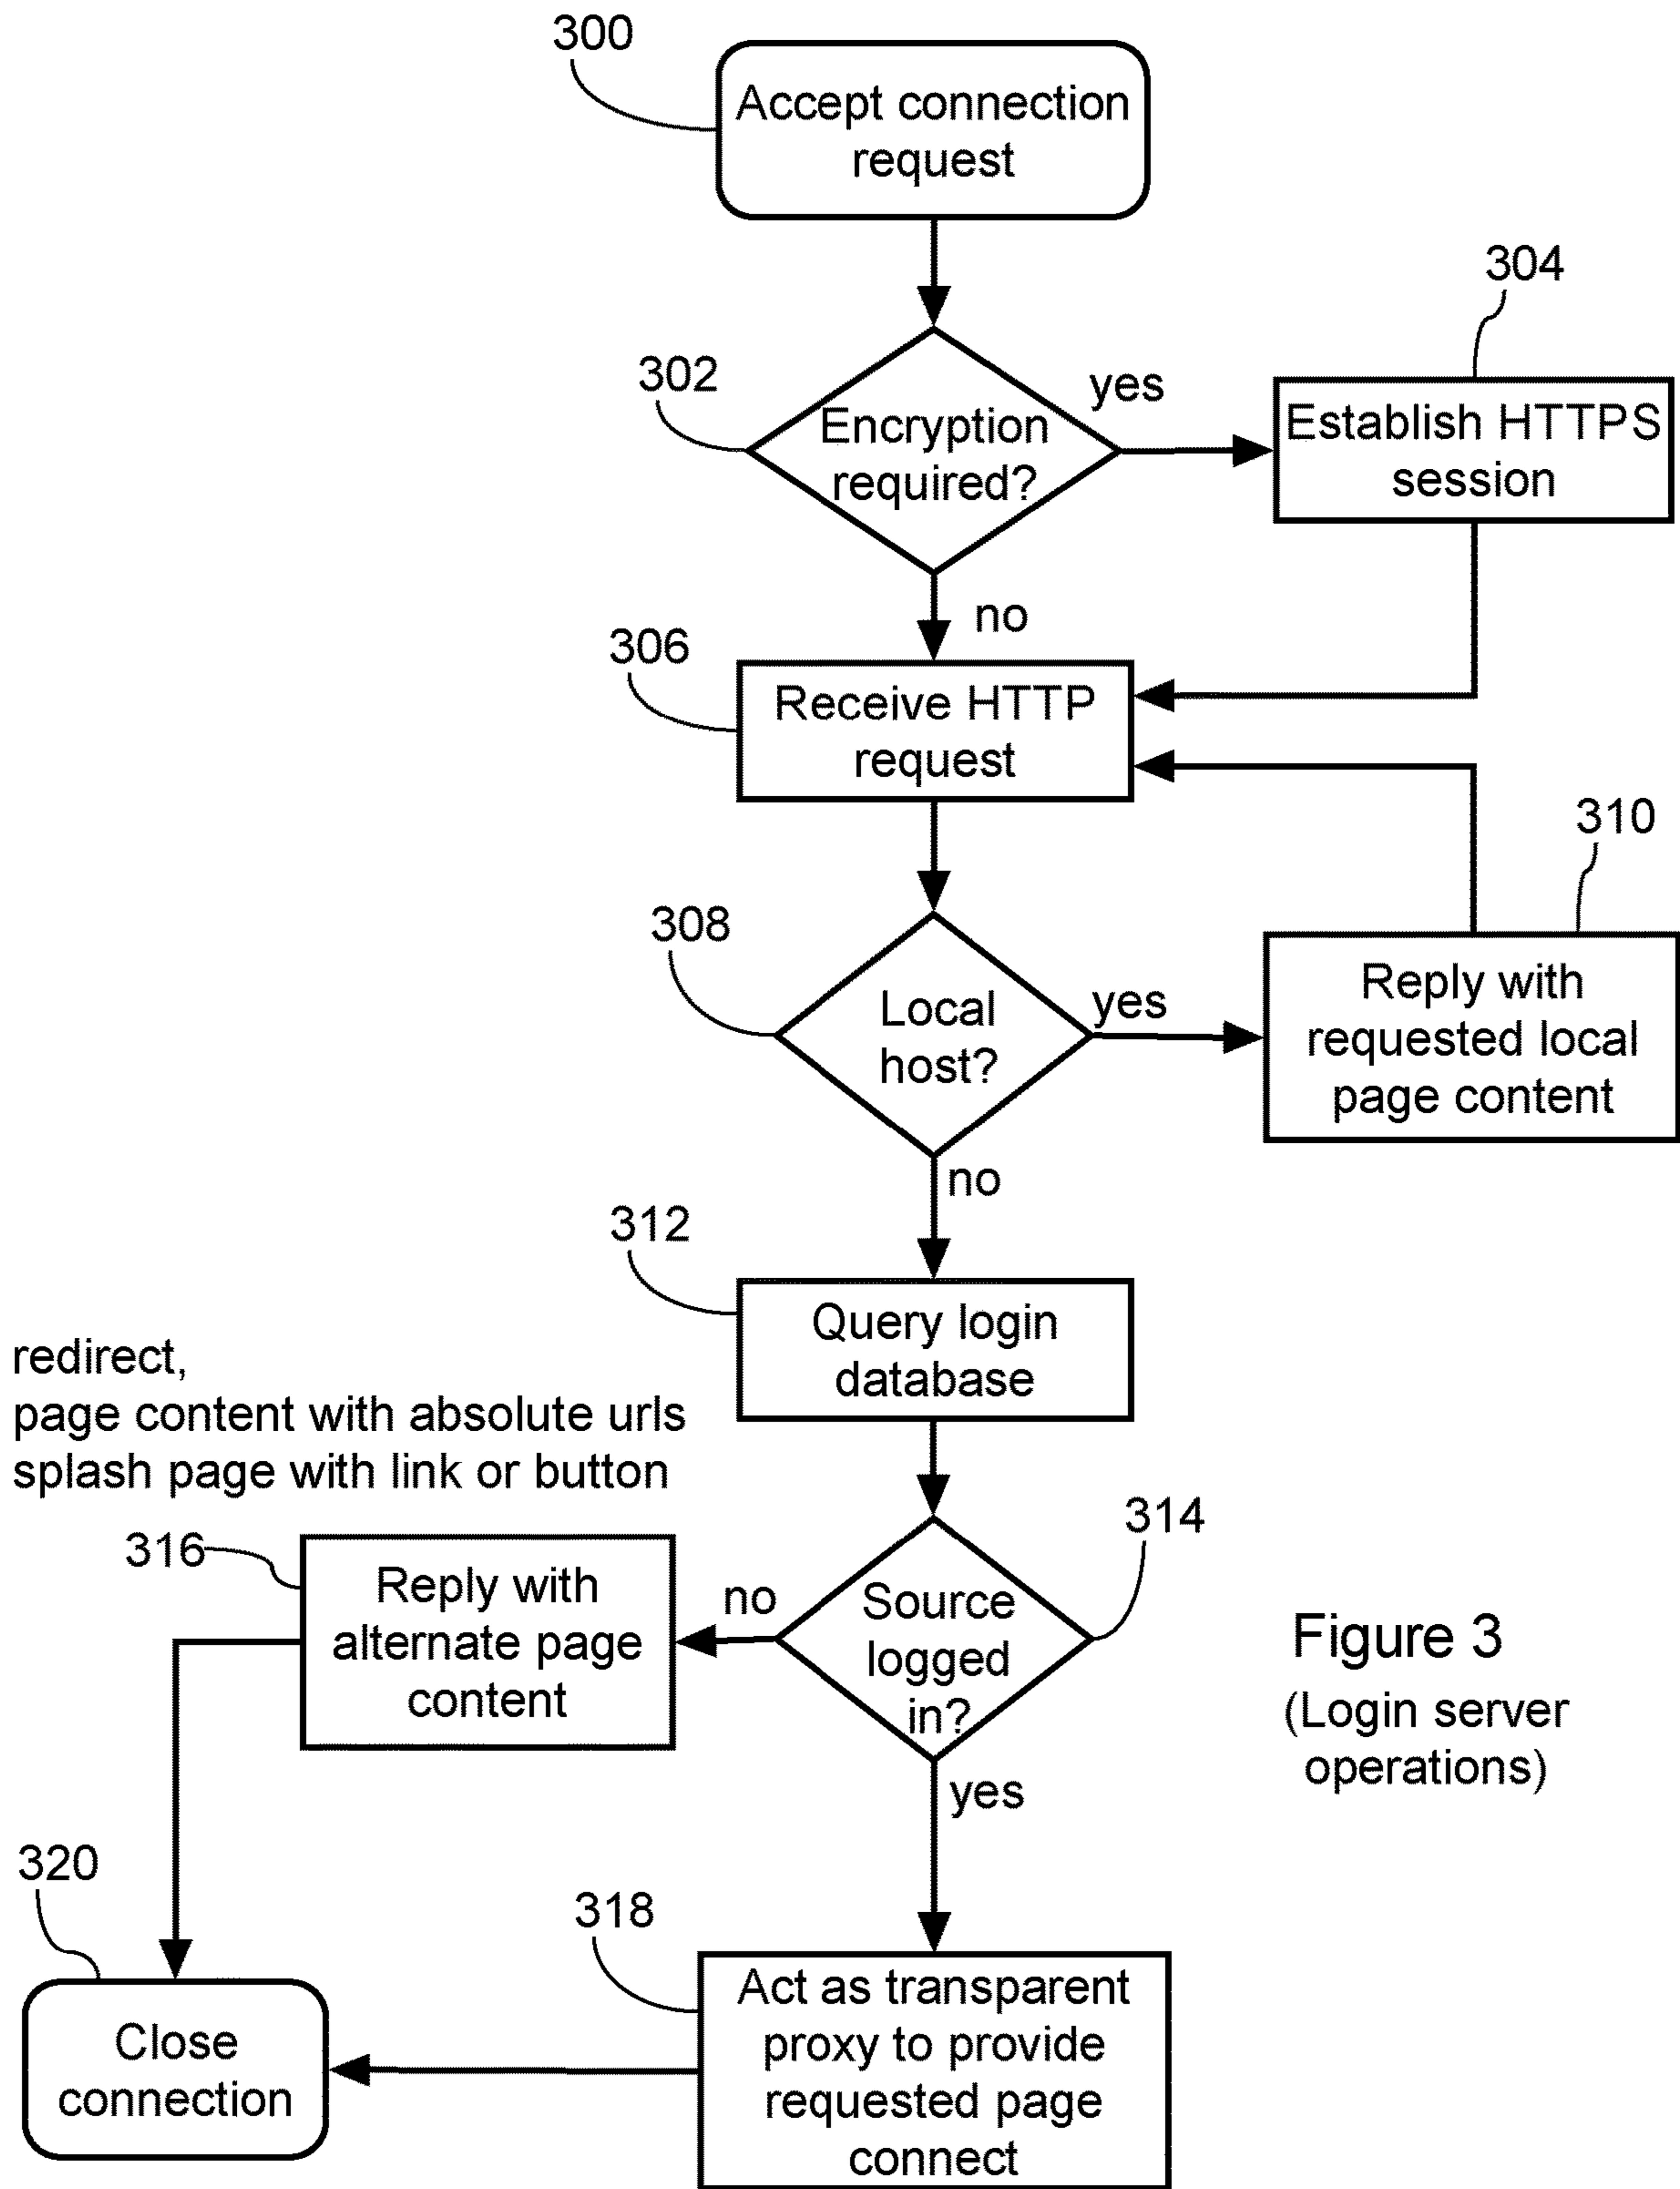 300
Accept connection
request
304
302
yes
Encryption
required?
Establish HTTPS
session
no
306
Receive HTTP
request
310
308
Local
host?
yes
Reply with
requested local
page content
no
312
Query login
database
redirect,
page content with absolute urls
splash page with link or button
314
316
Reply with
alternate page
content
no
Source
logged
in?
Figure 3
(Login server
operations)
yes
320
318
Close
connection
Act as transparent
proxy to provide
requested page
connect